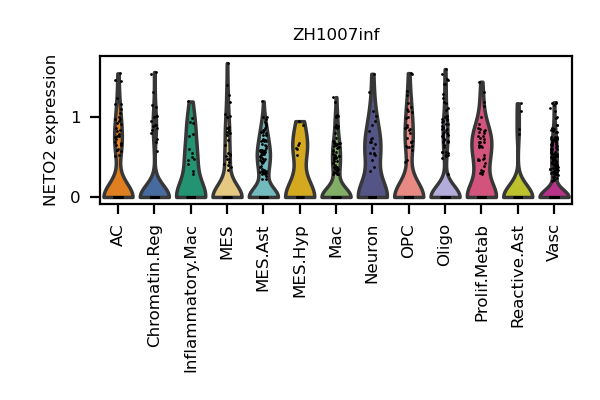 ZH1007inf
NETO2 expression
1
0
AC
Chromatin.Reg
Inflammatory.Mac
MES
MES.Ast
MES.Hyp
Mac
Neuron
OPC
Oligo
Prolif.Metab
Reactive.Ast
Vasc